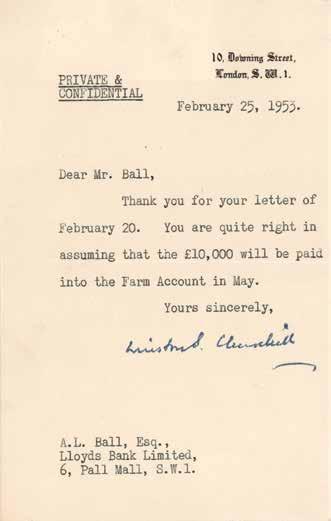 10, Downing Street,
London, S.W.1.
PRIVATE &
CONFIDENTIAL
February 25, 1953.
Dear Mr. Ball,
Thank you for your letter of
February 20. You are quite right in
assuming that the £10,000 will be paid
into the Farm Account in May.
Yours sincerely,
Winston S. Churchill
A.L. Ball, Esq.,
Lloyds Bank Limited,
6, Pall Mall, S.W.1.